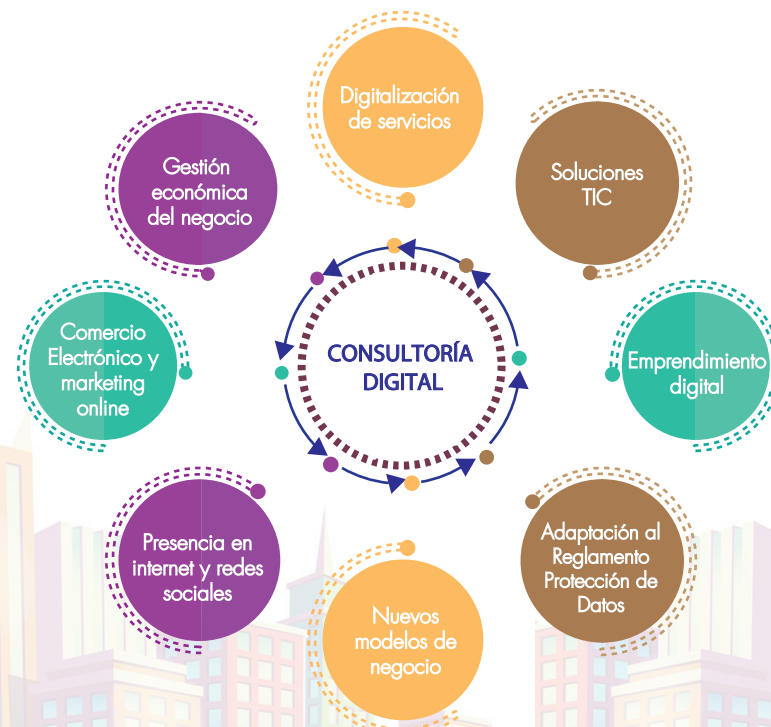 Digitalización
de servicios
Gestión
económica
del negocio
Soluciones
TIC
Comercio
Electrónico y
marketing
online
CONSULTORÍA
DIGITAL
Emprendimiento
digital
Presencia en
internet y redes
sociales
Adaptación al
Reglamento
Protección de
Datos
Nuevos
modelos de
negocio